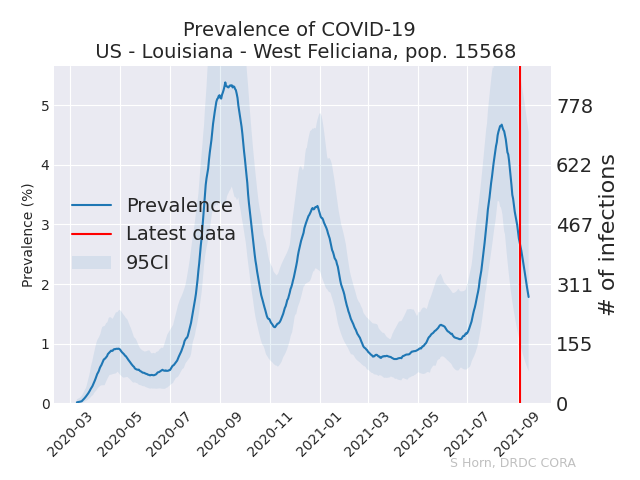 Prevalence of COVID-19
US - Louisiana - West Feliciana, pop. 15568
Prevalence (%)
5
4
3
2
1
0
Prevalence
Latest data
95CI
778
622
467
311
155
0
# of infections
2020-03
2020-05
2020-07
2020-09
2020-11
2021-01
2021-03
2021-05
2021-07
2021-09
S Horn, DRDC CORA